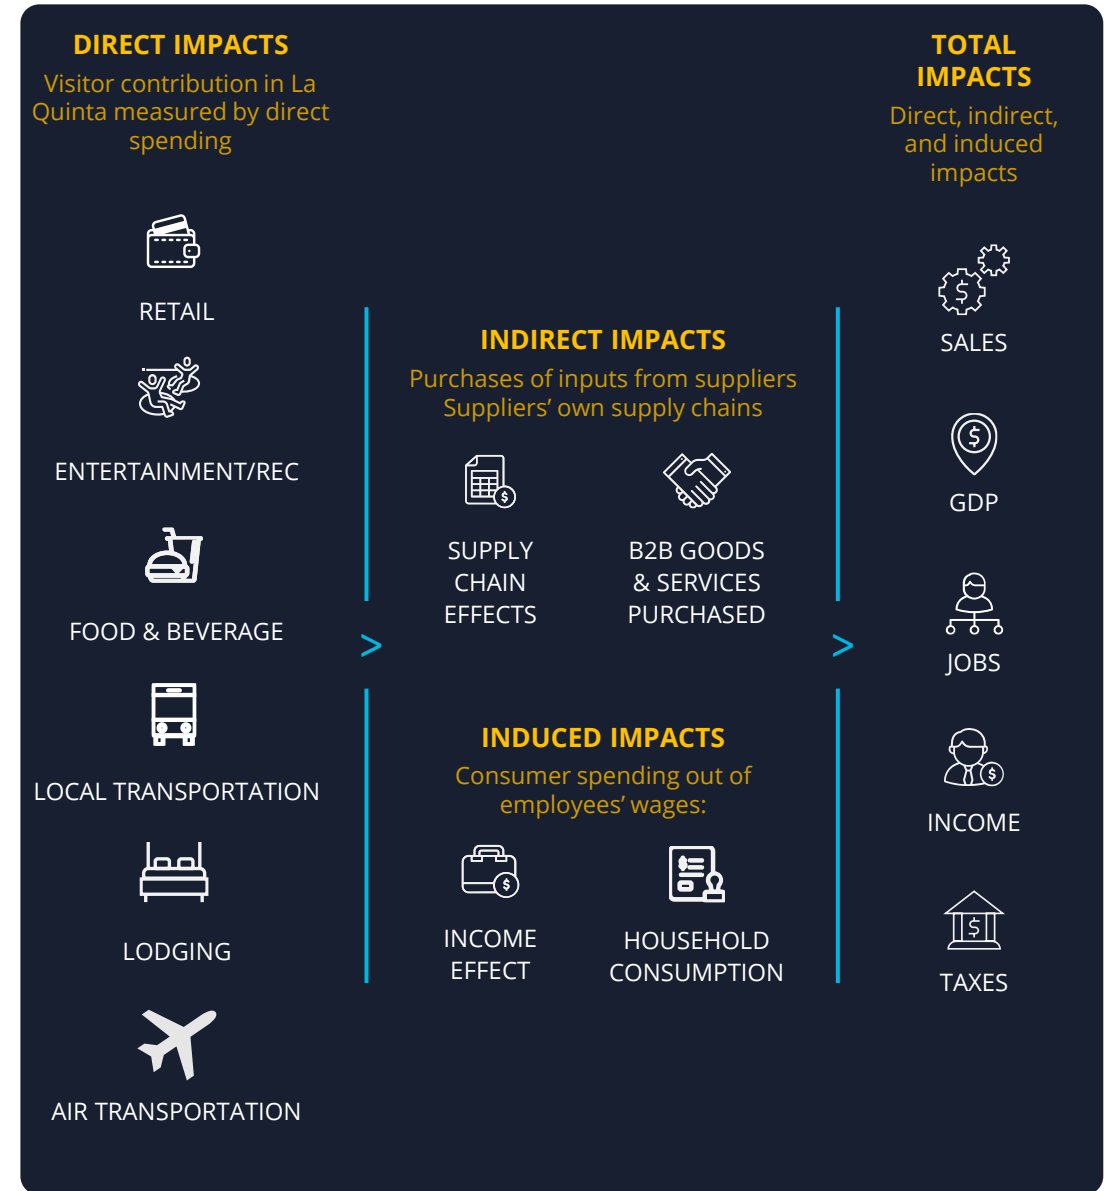 DIRECT IMPACTS
Visitor contribution in La
Quinta measured by direct
spending
RETAIL
ENTERTAINMENT/REC
FOOD & BEVERAGE
>
LOCAL TRANSPORTATION
LODGING
AIR TRANSPORTATION
INDIRECT IMPACTS
Purchases of inputs from suppliers
Suppliers’ own supply chains
$
SUPPLY
CHAIN
EFFECTS
B2B GOODS
& SERVICES
PURCHASED
INDUCED IMPACTS
Consumer spending out of
employees’ wages:
$
$
INCOME
EFFECT
HOUSEHOLD
CONSUMPTION
>
TOTAL
IMPACTS
Direct, indirect,
and induced
impacts
$
SALES
$
GDP
JOBS
$
INCOME
$
TAXES